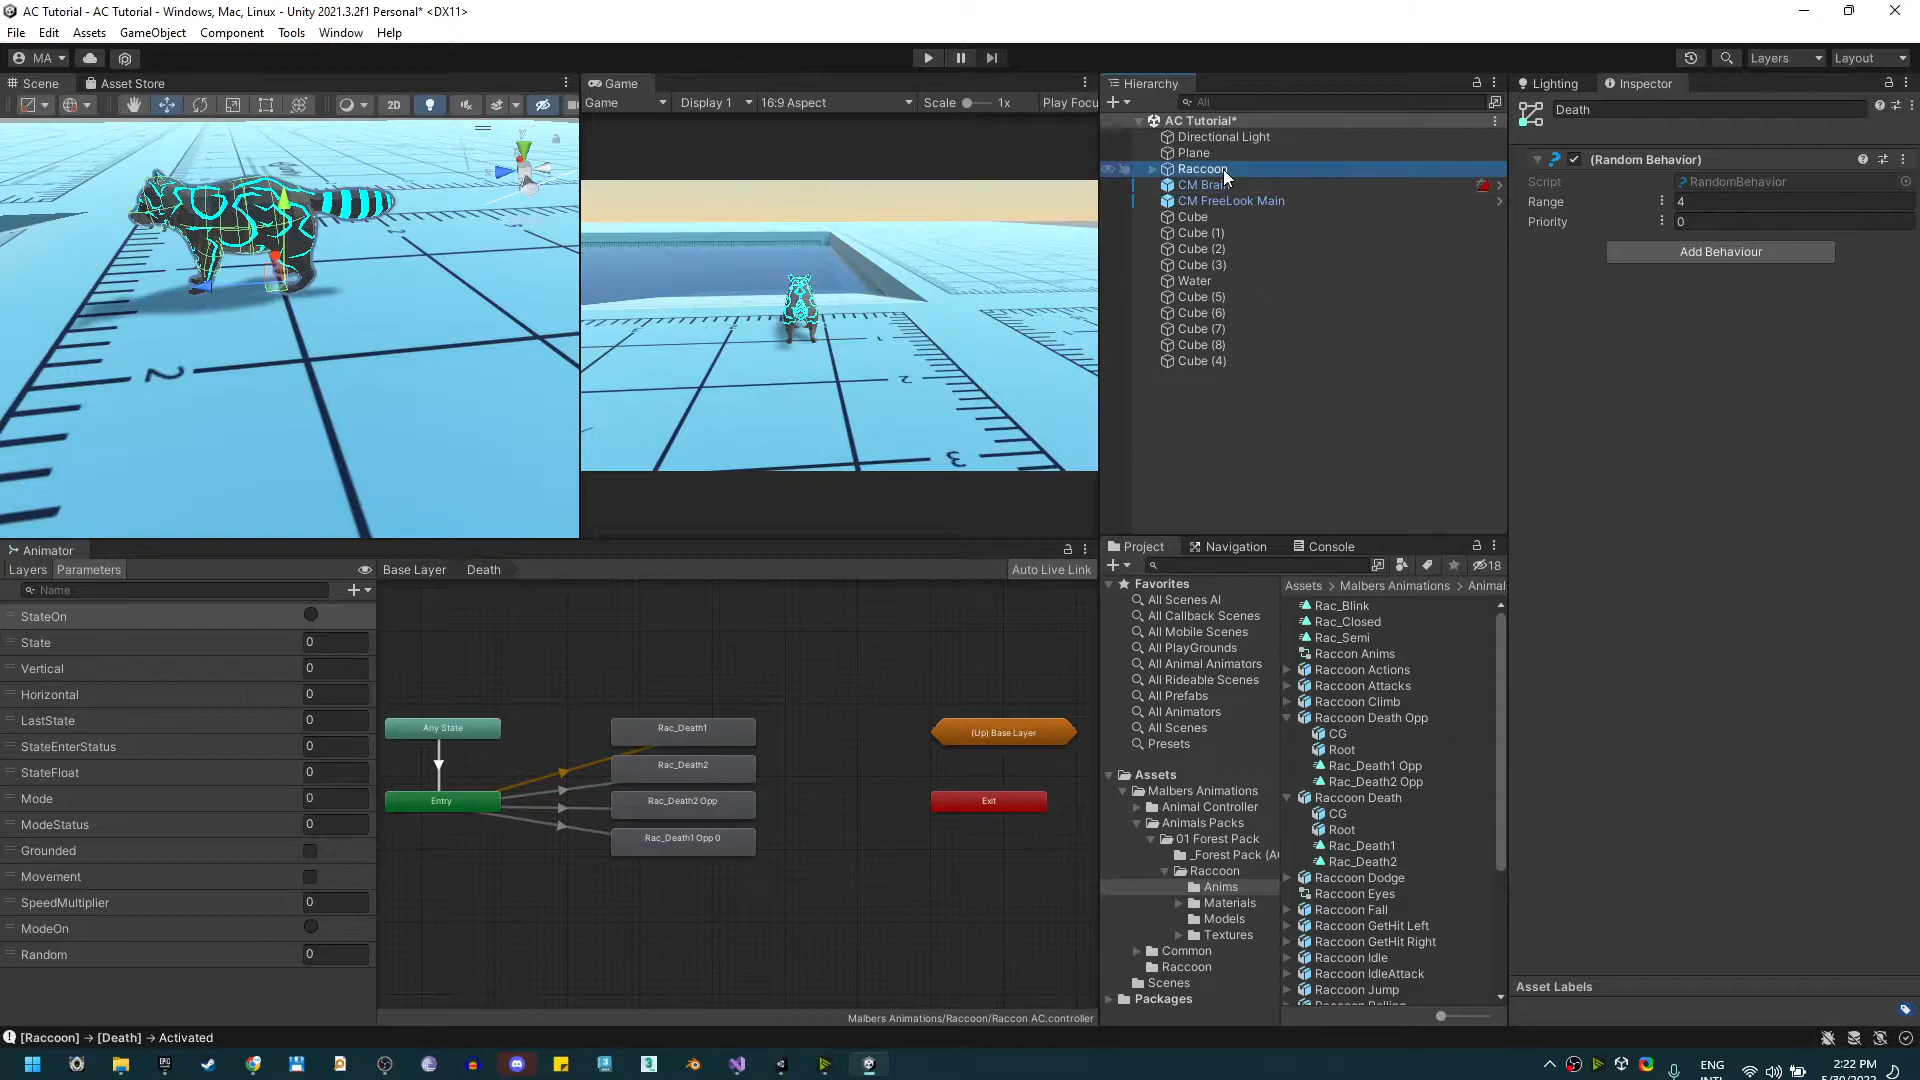 AC Tutorial - AC Tutorial - Windows, Mac, Linux - Unity 2021.3.2f1 Personal* <DX11>
File Edit Assets GameObject Component Tools Window Help
MA Layers Layout
Scene Asset Store
2D
Game
Game Display 1 16:9 Aspect Scale 1x Play Focu
Hierarchy
All
AC Tutorial*
Directional Light
Plane
Raccoon
CM Brain
CM FreeLook Main
Cube
Cube (1)
Cube (2)
Cube (3)
Water
Cube (5)
Cube (6)
Cube (7)
Cube (8)
Cube (4)
Lighting Inspector
Death
(Random Behavior)
Script RandomBehavior
Range 4
Priority 0
Add Behaviour
Asset Labels
Animator
Layers Parameters
Name
StateOn
State 0
Vertical 0
Horizontal 0
LastState 0
StateEnterStatus 0
StateFloat 0
Mode 0
ModeStatus 0
Grounded
Movement
SpeedMultiplier 0
ModeOn
Random 0
Base Layer Death Auto Live Link
Any State
Entry
Rac_Death1
Rac_Death2
Rac_Death2 Opp
Rac_Death1 Opp 0
(Up) Base Layer
Exit
Malbers Animations/Raccoon/Raccon AC.controller
Project Navigation Console
18
Favorites
All Scenes AI
All Callback Scenes
All Mobile Scenes
All PlayGrounds
All Animal Animators
All Rideable Scenes
All Prefabs
All Animators
All Scenes
Presets
Assets
Malbers Animations
Animal Controller
Animals Packs
01 Forest Pack
_Forest Pack (A
Raccoon
Anims
Materials
Models
Textures
Common
Raccoon
Scenes
Packages
Assets > Malbers Animations > Animal
Rac_Blink
Rac_Closed
Rac_Semi
Raccon Anims
Raccoon Actions
Raccoon Attacks
Raccoon Climb
Raccoon Death Opp
CG
Root
Rac_Death1 Opp
Rac_Death2 Opp
Raccoon Death
CG
Root
Rac_Death1
Rac_Death2
Raccoon Dodge
Raccoon Eyes
Raccoon Fall
Raccoon GetHit Left
Raccoon GetHit Right
Raccoon Idle
Raccoon IdleAttack
Raccoon Jump
[Raccoon] → [Death] → Activated
ENG
2:22 PM